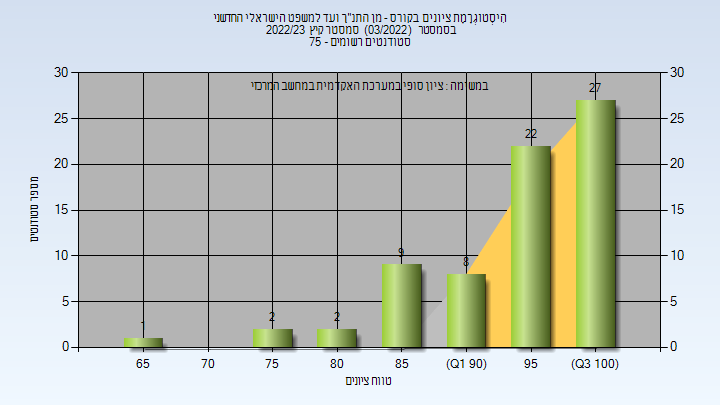 היסטוגרמת ציונים בקורס - מן התנ"ך ועד למשפט הישראלי החדשני
בסמסטר (03/2022) סמסטר קיץ 2022/23
סטודנטים רשומים - 75
במשימה : ציון סופי במערכת האקדמית במחשב המרכזי
מספר סטודנטים
30 25 20 15 10 5 0
1 2 2 9 8 22 27
30 25 20 15 10 5 0
65 70 75 80 85 (Q1 90) 95 (Q3 100)
טווח ציונים